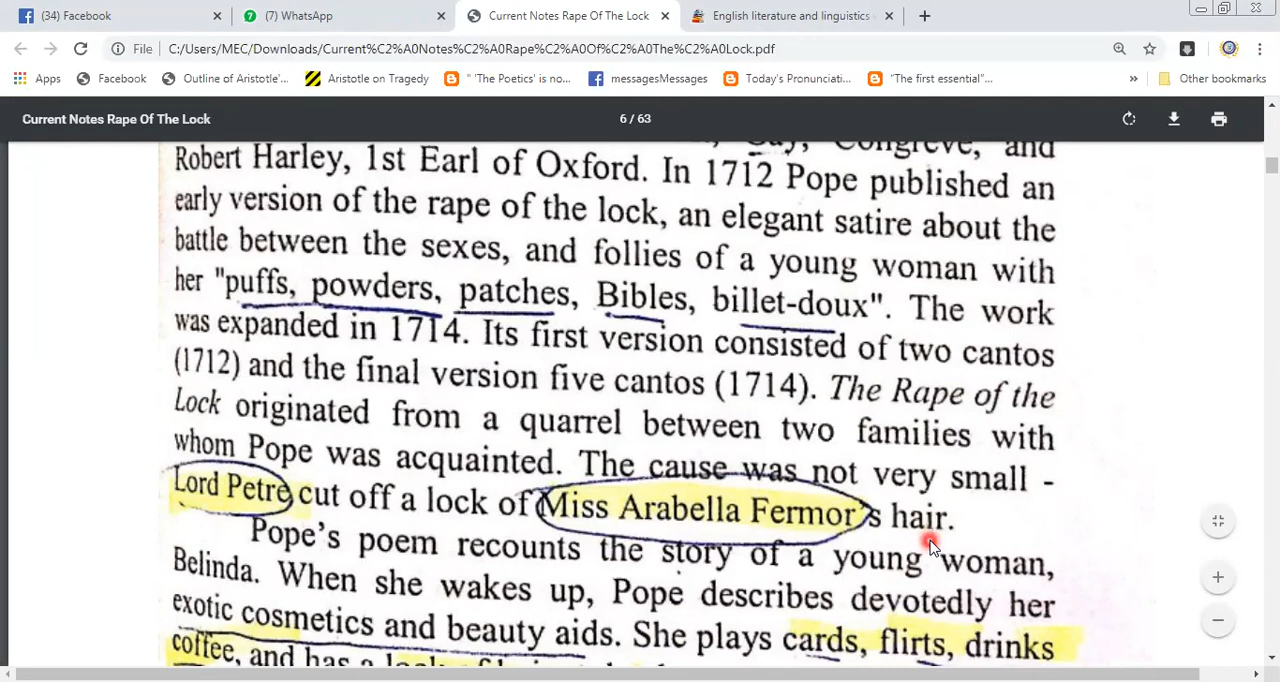 (34) Facebook
(7) WhatsApp
Current Notes Rape Of The Lock
English literature and linguistics
File
C:/Users/MEC/Downloads/Current%C2%A0Notes%C2%A0Rape%C2%A0Of%C2%A0The%C2%A0Lock.pdf
Apps
Facebook
Outline of Aristotle'...
Aristotle on Tragedy
" 'The Poetics' is no...
messagesMessages
Today's Pronunciati...
"The first essential"...
»
Other bookmarks
Current Notes Rape Of The Lock
6 / 63
Gay, Congreve, and
Robert Harley, 1st Earl of Oxford. In 1712 Pope published an
early version of the rape of the lock, an elegant satire about the
battle between the sexes, and follies of a young woman with
her "puffs, powders, patches, Bibles, billet-doux". The work
was expanded in 1714. Its first version consisted of two cantos
(1712) and the final version five cantos (1714). The Rape of the
Lock originated from a quarrel between two families with
whom Pope was acquainted. The cause was not very small -
Lord Petre cut off a lock of Miss Arabella Fermor's hair.
Pope's poem recounts the story of a young woman,
Belinda. When she wakes up, Pope describes devotedly her
exotic cosmetics and beauty aids. She plays cards, flirts, drinks
coffee, and has a lock of